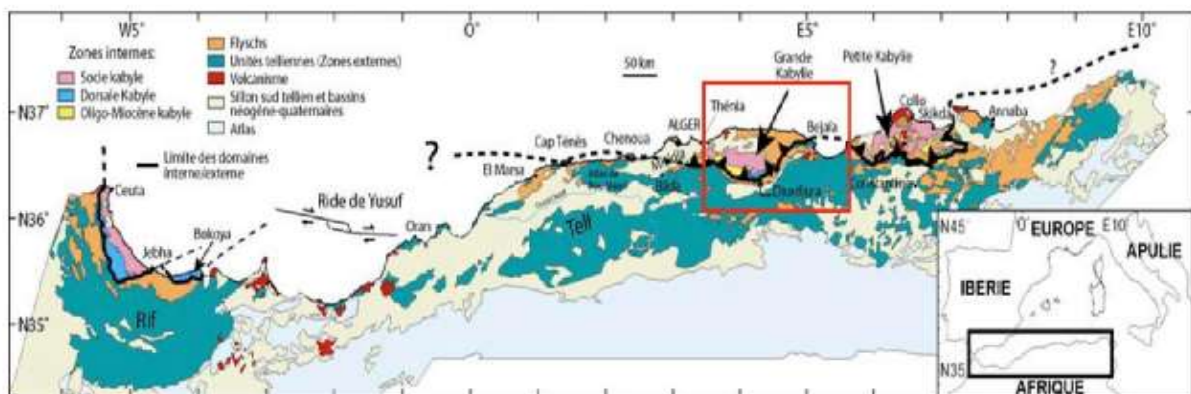 W5°
O°
E5°
E10°
Zones internes:
Socle kabyle
Dorsale Kabyle
Oligo-Miocène kabyle
Flyschs
Unités telliennes (Zones externes)
Volcanisme
Sillon sud tellien et bassins
néogène-quaternaires
Atlas
Limite des domaines
interne/externe
50 km
Grande
Kabylie
Petite Kabylie
?
N37°
Thénia
Collo
Skikda
Annaba
ALGER
Chenoua
Cap Ténès
Bejaïa
?
El Marsa
Blida
Constantine
Ceuta
N36°
Ride de Yusuf
Oran
Tell
Djurdjura
Jebha
Bokoya
Rif
N35°
N45°
O°
EUROPE
E10°
APULIE
IBERIE
N35
AFRIQUE